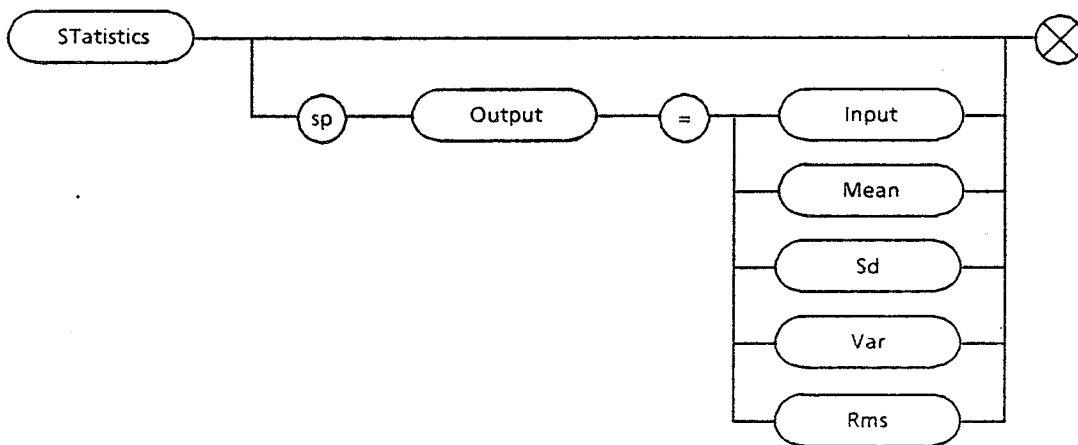 STatistics
sp Output = Input
Mean
Sd
Var
Rms